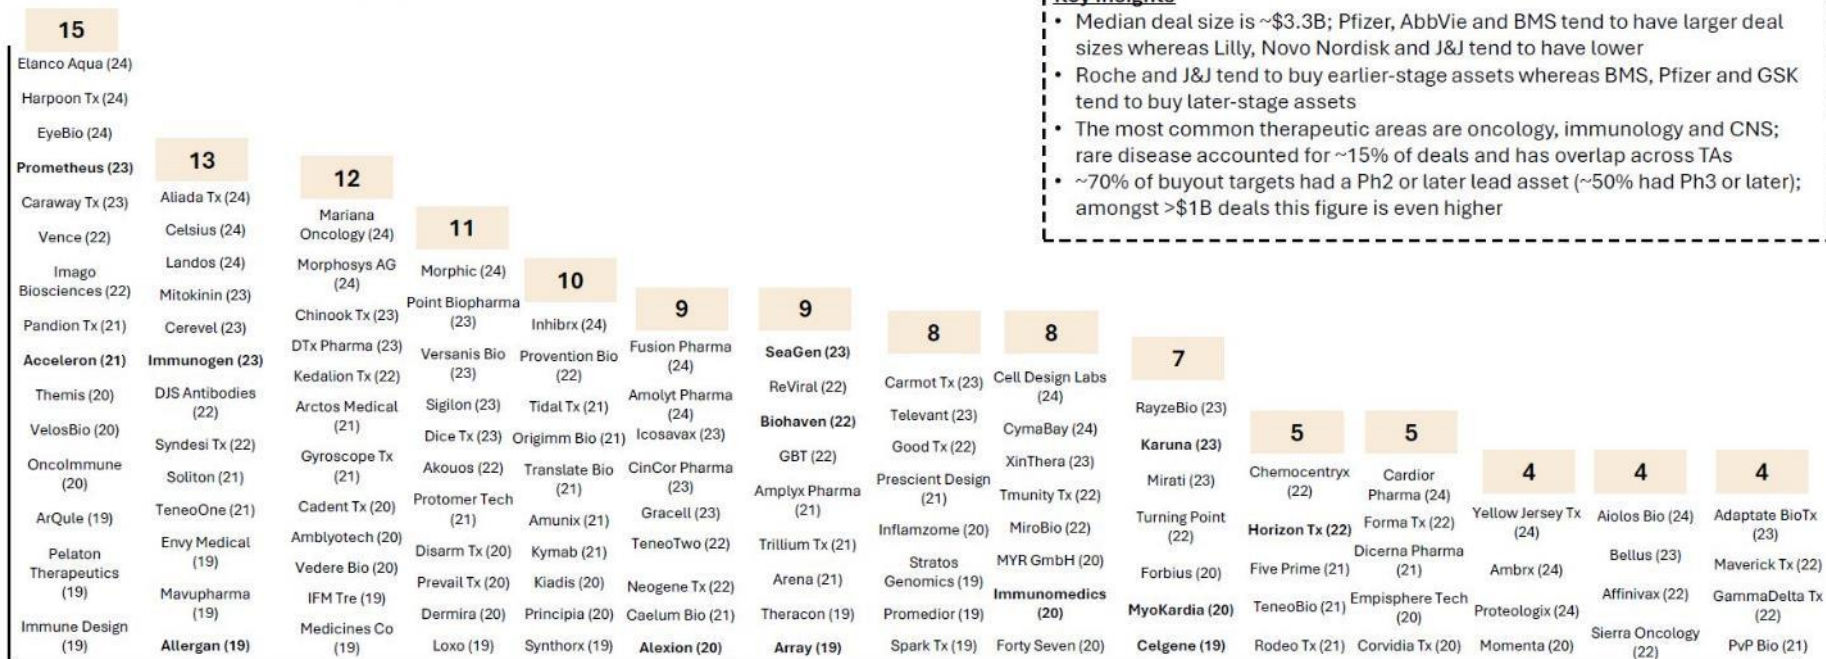 Key Insights
• Median deal size is ~$3.3B; Pfizer, AbbVie and BMS tend to have larger deal
sizes whereas Lilly, Novo Nordisk and J&J tend to have lower
• Roche and J&J tend to buy earlier-stage assets whereas BMS, Pfizer and GSK
tend to buy later-stage assets
• The most common therapeutic areas are oncology, immunology and CNS;
rare disease accounted for ~15% of deals and has overlap across TAs
• ~70% of buyout targets had a Ph2 or later lead asset (~50% had Ph3 or later);
amongst >$1B deals this figure is even higher
15
Elanco Aqua (24)
Harpoon Tx (24)
EyeBio (24)
Prometheus (23)
Caraway Tx (23)
Vence (22)
Imago
Biosciences (22)
Pandion Tx (21)
Acceleron (21)
Themis (20)
VelosBio (20)
OncoImmune
(20)
ArQule (19)
Pelaton
Therapeutics
(19)
Immune Design
(19)
13
Aliada Tx (24)
Celsius (24)
Landos (24)
Mitokinin (23)
Cerevel (23)
Immunogen (23)
DJS Antibodies
(22)
Syndesi Tx (22)
Soliton (21)
TeneoOne (21)
Envy Medical
(19)
Mavupharma
(19)
Allergan (19)
12
Mariana
Oncology (24)
Morphosys AG
(24)
Chinook Tx (23)
DTx Pharma (23)
Kedalion Tx (22)
Arctos Medical
(21)
Gyroscope Tx
(21)
Cadent Tx (20)
Amblyotech (20)
Vedere Bio (20)
IFM Tre (19)
Medicines Co
(19)
11
Morphic (24)
Point Biopharma
(23)
Versanis Bio
(23)
Sigilon (23)
Dice Tx (23)
Akouos (22)
Protomer Tech
(21)
Disarm Tx (20)
Prevail Tx (20)
Dermira (20)
Loxo (19)
10
Inhibrx (24)
Provention Bio
(22)
Tidal Tx (21)
Origimm Bio (21)
Translate Bio
(21)
Amunix (21)
Kymab (21)
Kiadis (20)
Principia (20)
Synthorx (19)
9
Fusion Pharma
(24)
Amolyt Pharma
(24)
Icosavax (23)
CinCor Pharma
(23)
Gracell (23)
TeneoTwo (22)
Neogene Tx (22)
Caelum Bio (21)
Alexion (20)
9
SeaGen (23)
ReViral (22)
Biohaven (22)
GBT (22)
Amplyx Pharma
(21)
Trillium Tx (21)
Arena (21)
Theracon (19)
Array (19)
8
Carmot Tx (23)
Televant (23)
Good Tx (22)
Prescient Design
(21)
Inflamzome (20)
Stratos
Genomics (19)
Promedior (19)
Spark Tx (19)
8
Cell Design Labs
(24)
CymaBay (24)
XinThera (23)
Tmunity Tx (22)
MiroBio (22)
MYR GmbH (20)
Immunomedics
(20)
Forty Seven (20)
7
RayzeBio (23)
Karuna (23)
Mirati (23)
Turning Point
(22)
Forbius (20)
MyoKardia (20)
Celgene (19)
5
Chemocentryx
(22)
Horizon Tx (22)
Five Prime (21)
TeneoBio (21)
Rodeo Tx (21)
5
Cardior
Pharma (24)
Forma Tx (22)
Dicerna Pharma
(21)
Empisphere Tech
(20)
Corvidia Tx (20)
4
Yellow Jersey Tx
(24)
Ambrx (24)
Proteologix (24)
Momenta (20)
4
Aiolos Bio (24)
Bellus (23)
Affinivax (22)
Sierra Oncology
(22)
4
Adaptate BioTx
(23)
Maverick Tx (22)
GammaDelta Tx
(22)
PvP Bio (21)